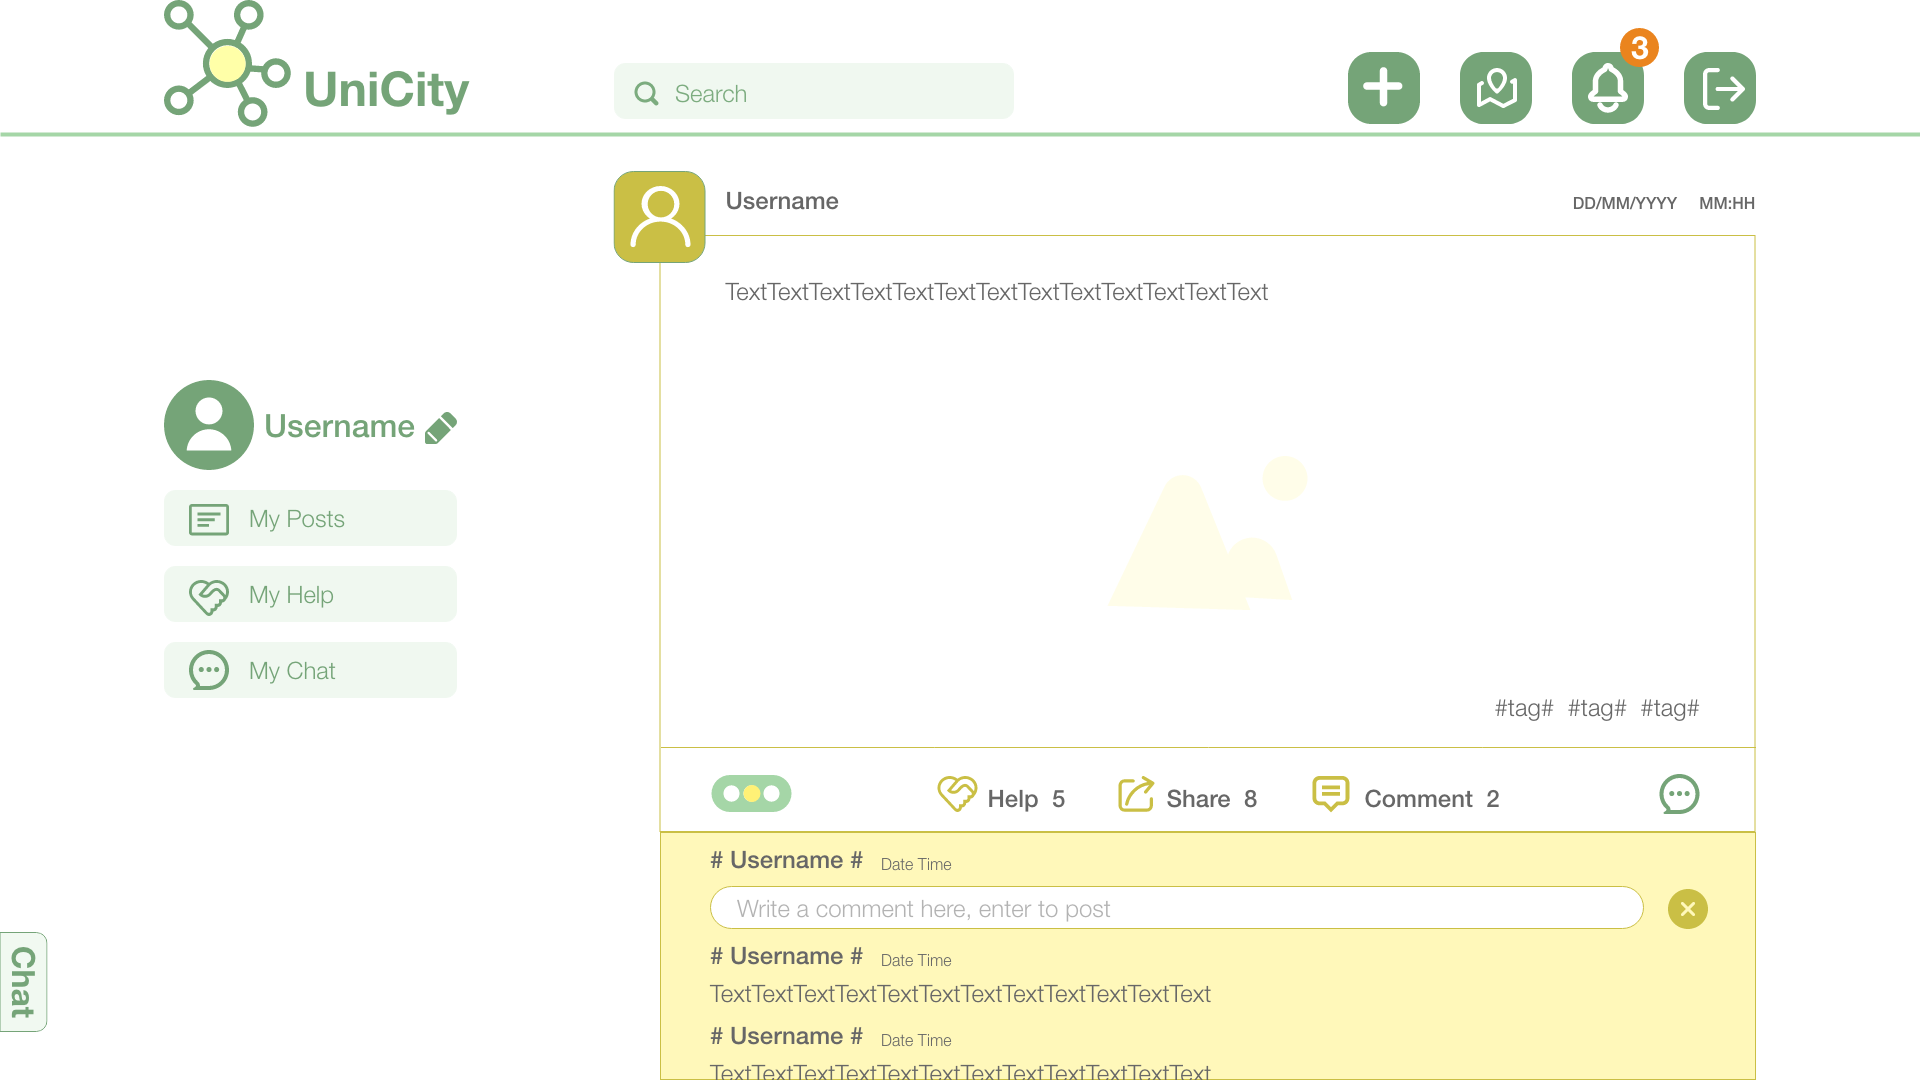 UniCity
Search
3
Username
DD/MM/YYYY MM:HH
TextTextTextTextTextTextTextTextTextTextTextTextText
Username
My Posts
My Help
My Chat
#tag# #tag# #tag#
Help 5
Share 8
Comment 2
# Username # Date Time
Write a comment here, enter to post
# Username # Date Time
TextTextTextTextTextTextTextTextTextTextTextText
# Username # Date Time
TextTextTextTextTextTextTextTextTextTextTextText
Chat